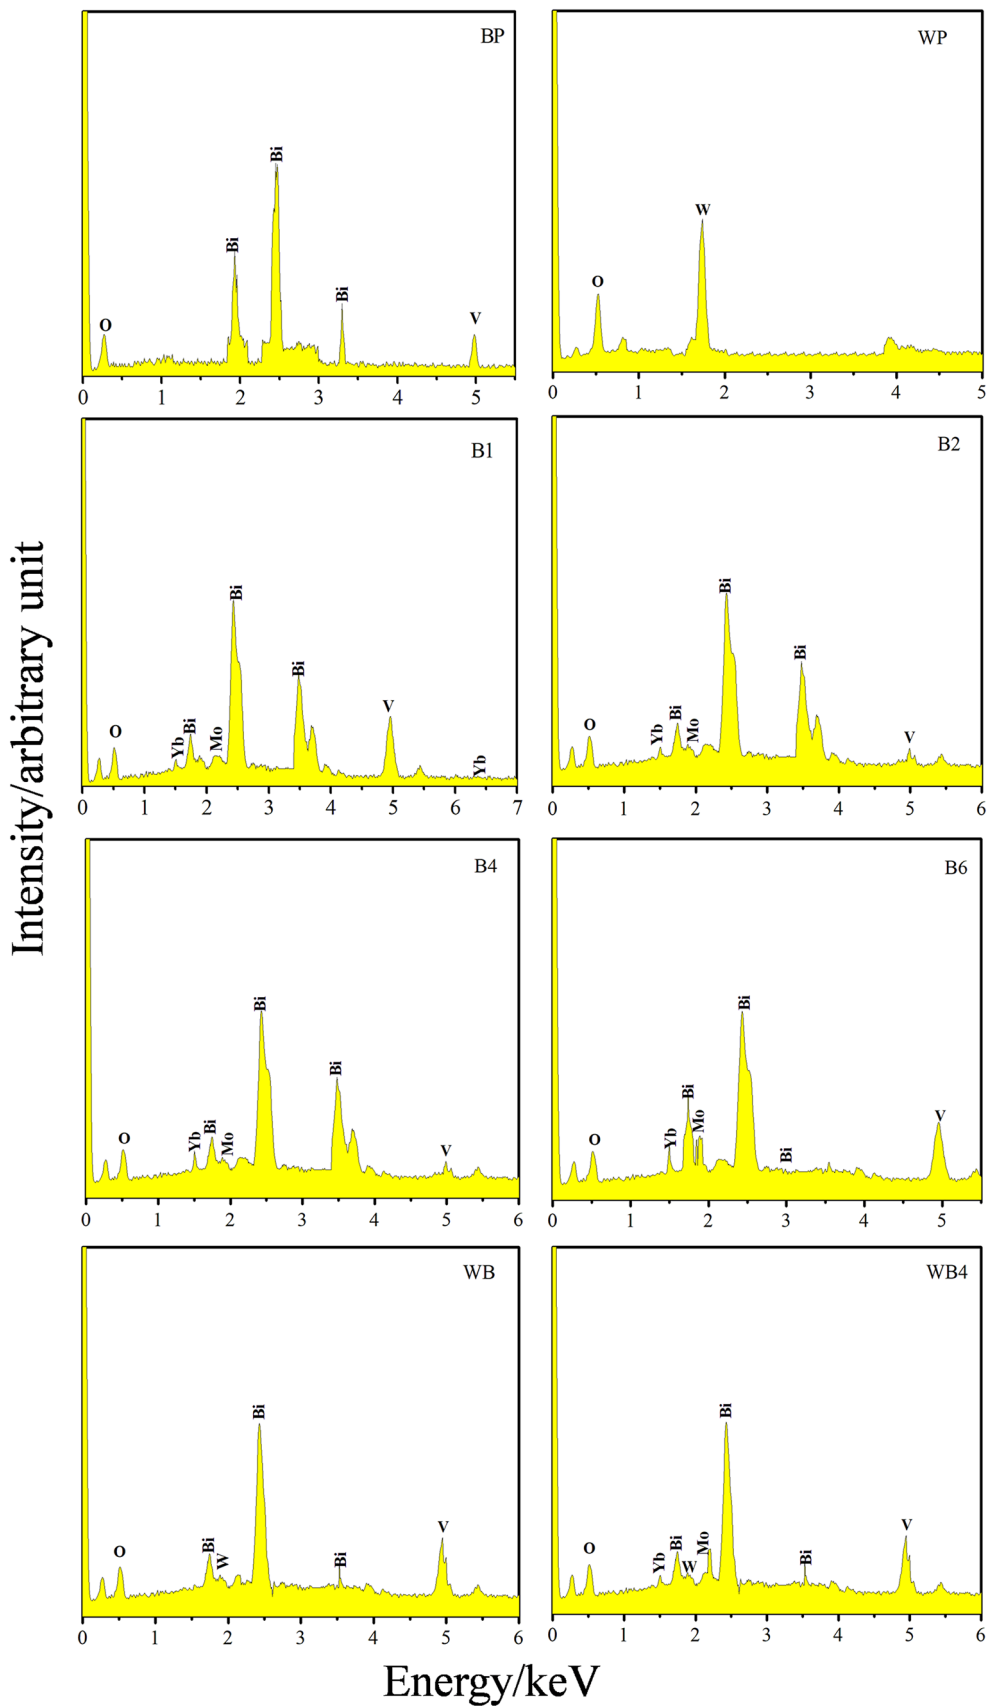 Intensity/arbitrary unit
BP
O
Bi
Bi
Bi
V
0 1 2 3 4 5
WP
O
W
0 1 2 3 4 5
B1
O
Yb
Bi
Mo
Bi
Bi
V
Yb
0 1 2 3 4 5 6 7
B2
O
Yb
Bi
Mo
Bi
Bi
V
0 1 2 3 4 5 6
B4
O
Yb
Bi
Mo
Bi
Bi
V
0 1 2 3 4 5 6
B6
O
Yb
Bi
Mo
Bi
Bi
V
0 1 2 3 4 5
WB
O
Bi
W
Bi
Bi
V
0 1 2 3 4 5 6
WB4
O
Yb
Bi
W
Mo
Bi
Bi
V
0 1 2 3 4 5 6
Energy/keV